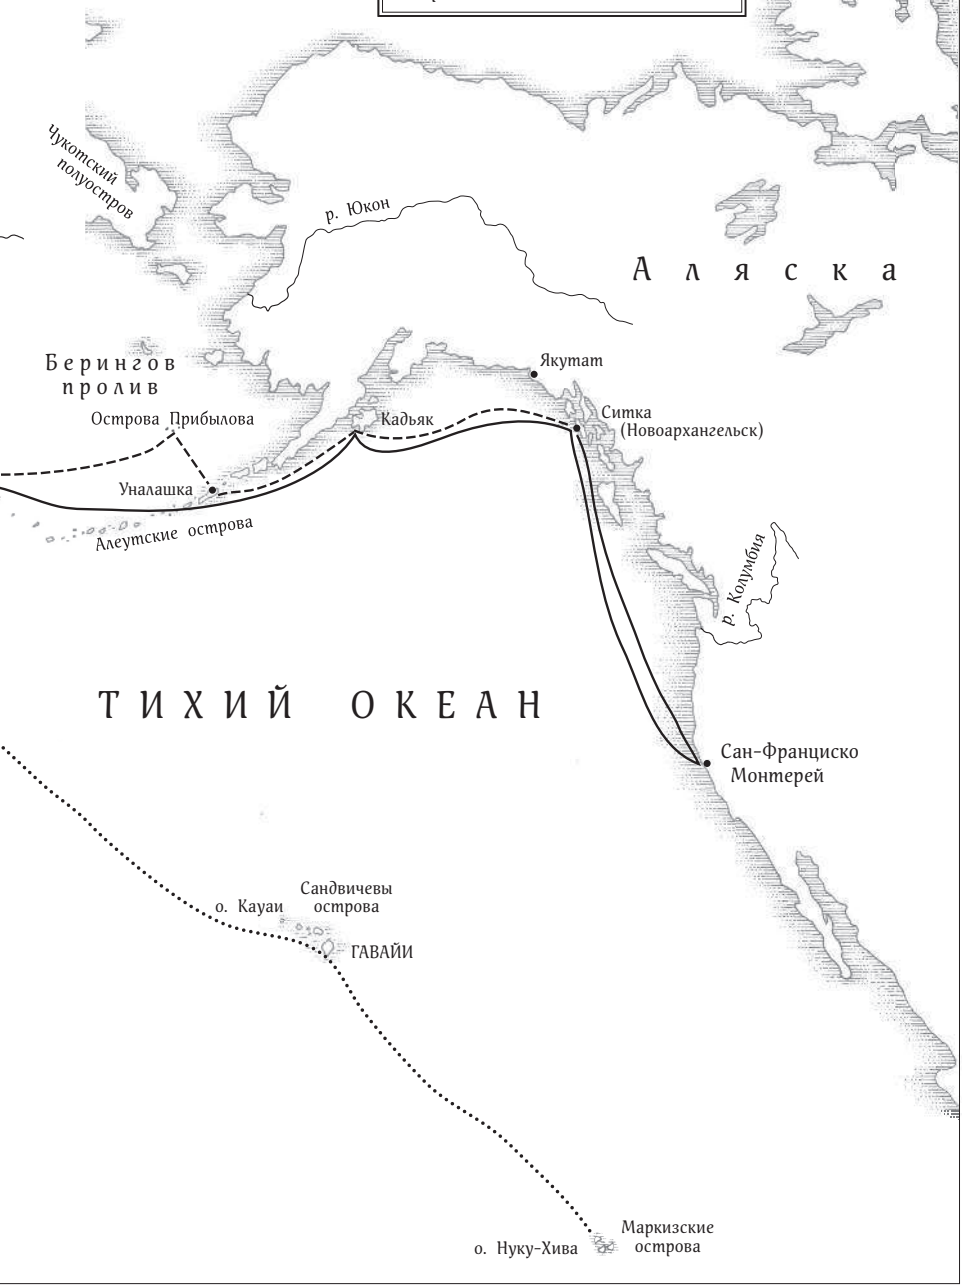 Чукотский
полуостров
р. Юкон
Аляска
Берингов
пролив
Якутат
Острова Прибылова
Кадьяк
Ситка
(Новоархангельск)
Уналашка
Алеутские острова
р. Колумбия
ТИХИЙ ОКЕАН
Сан-Франциско
Монтерей
Сандвичевы
острова
о. Кауаи
ГАВАЙИ
Маркизские
острова
о. Нуку-Хива